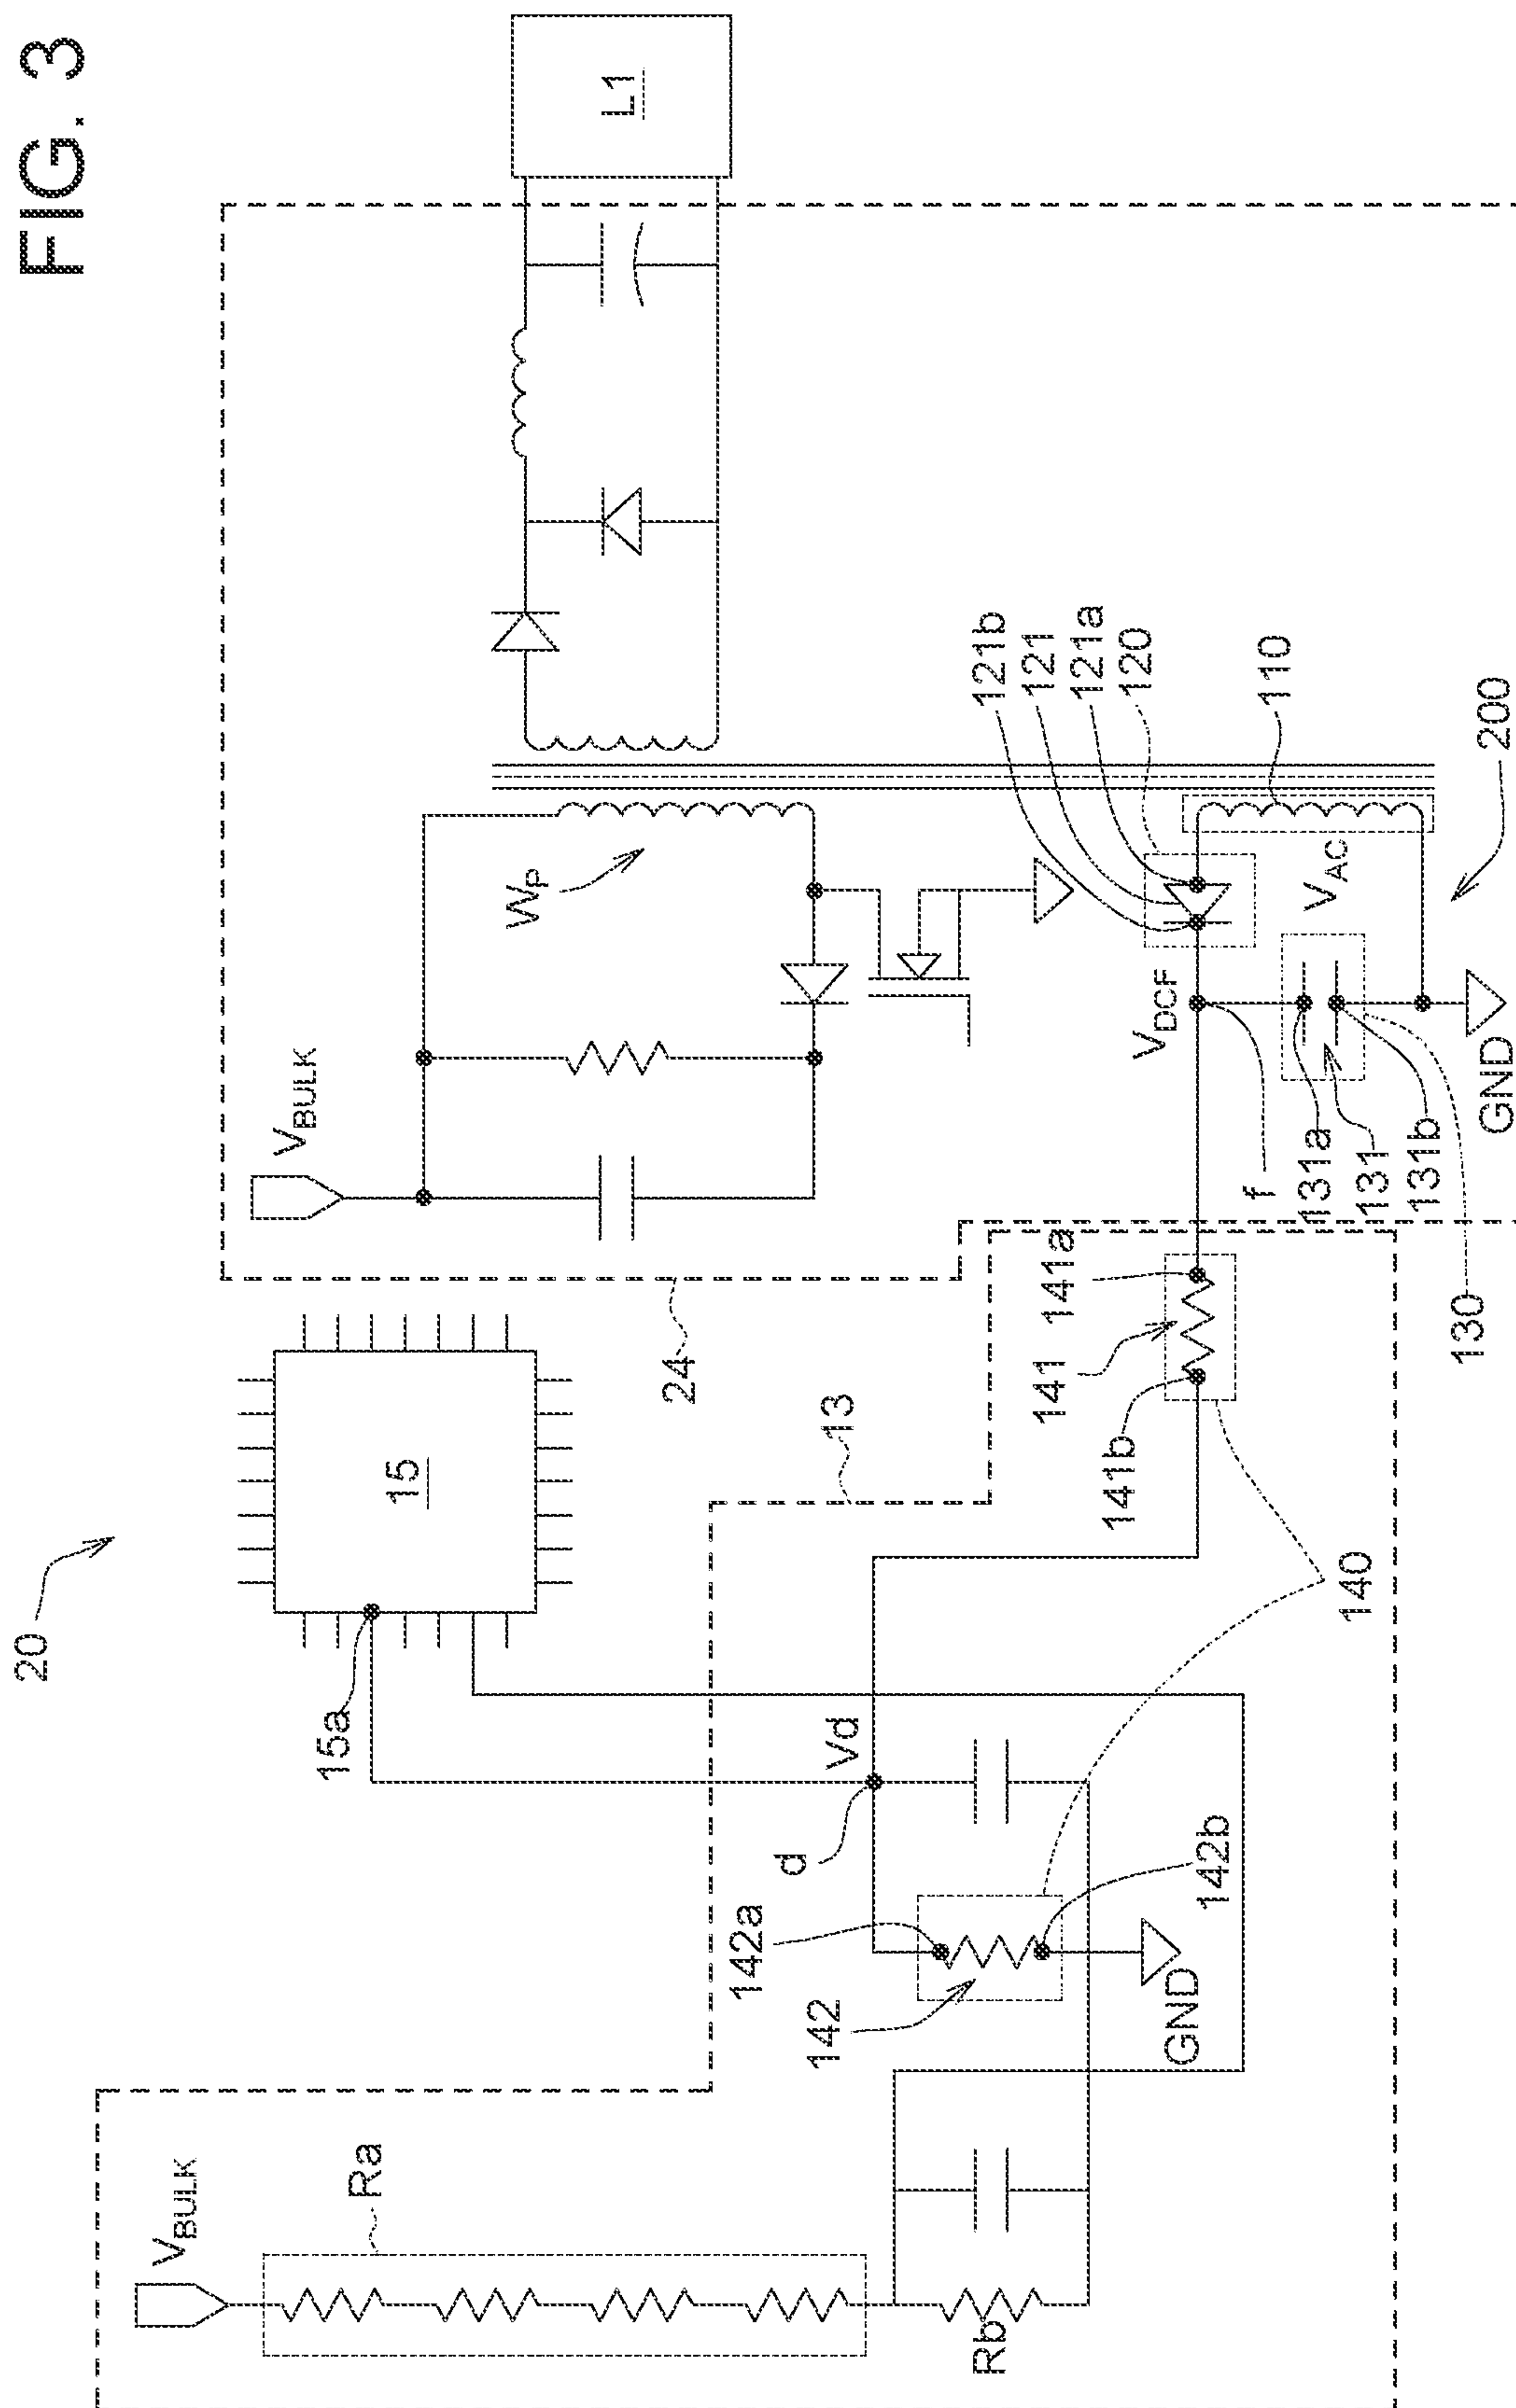 FIG. 3
20
V_BULK
Ra
Rb
15
15a
24
13
V_BULK
W_P
L1
Vd
d
142a
142
142b
GND
140
141a
141
141b
V_DCF
f
121b
121
121a
120
110
V_AC
131a
131
131b
130
GND
200